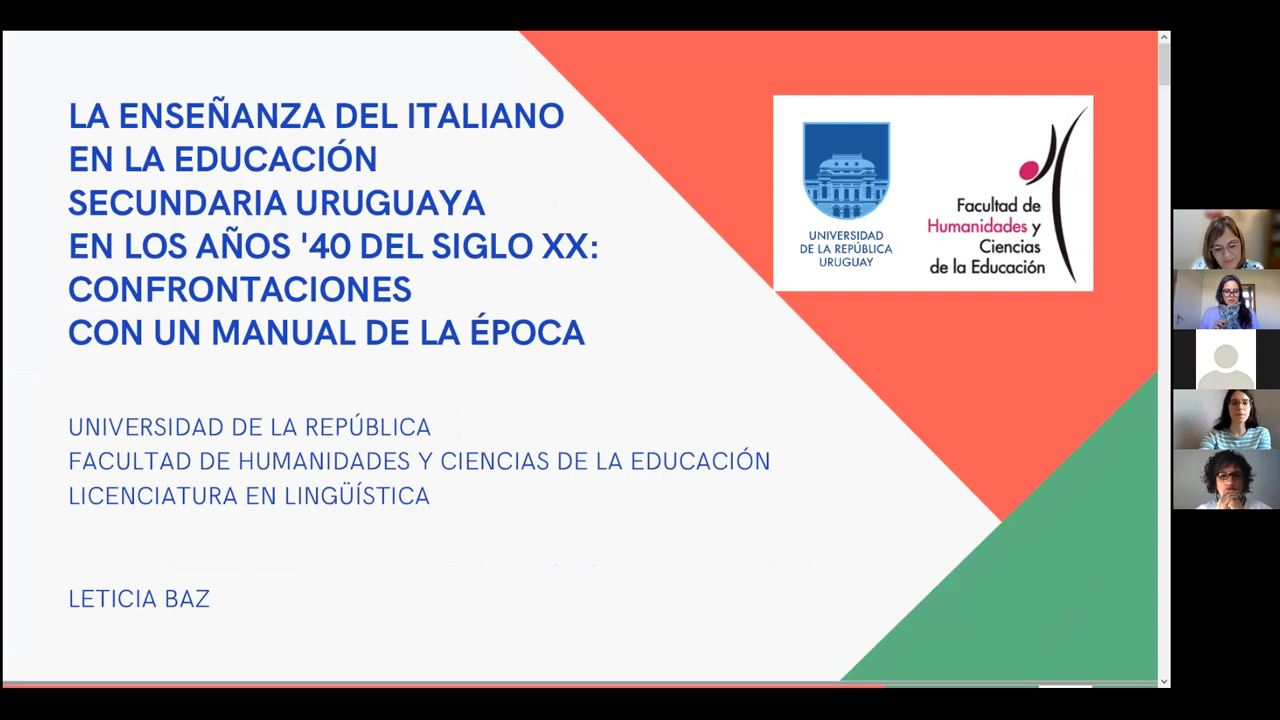 LA ENSEÑANZA DEL ITALIANO
EN LA EDUCACIÓN
SECUNDARIA URUGUAYA
EN LOS AÑOS '40 DEL SIGLO XX:
CONFRONTACIONES
CON UN MANUAL DE LA ÉPOCA
UNIVERSIDAD DE LA REPÚBLICA
FACULTAD DE HUMANIDADES Y CIENCIAS DE LA EDUCACIÓN
LICENCIATURA EN LINGÜÍSTICA
LETICIA BAZ
UNIVERSIDAD
DE LA REPÚBLICA
URUGUAY
Facultad de
Humanidades y
Ciencias
de la Educación